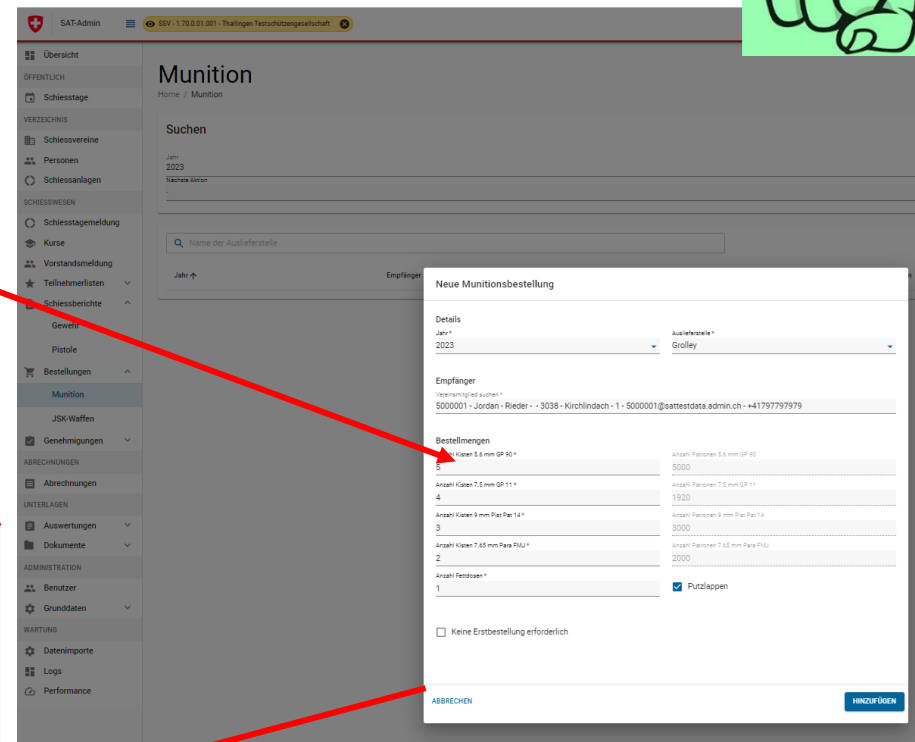 SAT-Admin
SSV - 1.70.0.01.001 - Thallingen Testschützengesellschaft
Übersicht
ÖFFENTLICH
Schiesstage
VERZEICHNIS
Schiessvereine
Personen
Schiessanlagen
SCHIESSWESEN
Schiesstagemeldung
Kurse
Vorstandsmeldung
Teilnehmerlisten
Schiessberichte
Gewehr
Pistole
Bestellungen
Munition
JSK-Waffen
Genehmigungen
ABRECHNUNGEN
Abrechnungen
UNTERLAGEN
Auswertungen
Dokumente
ADMINISTRATION
Benutzer
Grunddaten
WARTUNG
Datenimporte
Logs
Performance
Munition
Home / Munition
Suchen
Jahr
2023
Nächste Aktion
-
Name der Auslieferstelle
Jahr Empfänger
Neue Munitionsbestellung
Details
Jahr * Auslieferstelle *
2023 Grolley
Empfänger
Vereinsmitglied suchen *
5000001 - Jordan - Rieder - - 3038 - Kirchlindach - 1 - 5000001@sattestdata.admin.ch - +41797797979
Bestellmengen
Anzahl Kisten 5.6 mm GP 90 * Anzahl Patronen 5.6 mm GP 90
5 5000
Anzahl Kisten 7.5 mm GP 11 * Anzahl Patronen 7.5 mm GP 11
4 1920
Anzahl Kisten 9 mm Pist Pat 14 * Anzahl Patronen 9 mm Pist Pat 14
3 3000
Anzahl Kisten 7.65 mm Para FMJ * Anzahl Patronen 7.65 mm Para FMJ
2 2000
Anzahl Fettdosen *
1 Putzlappen
Keine Erstbestellung erforderlich
ABBRECHEN HINZUFÜGEN